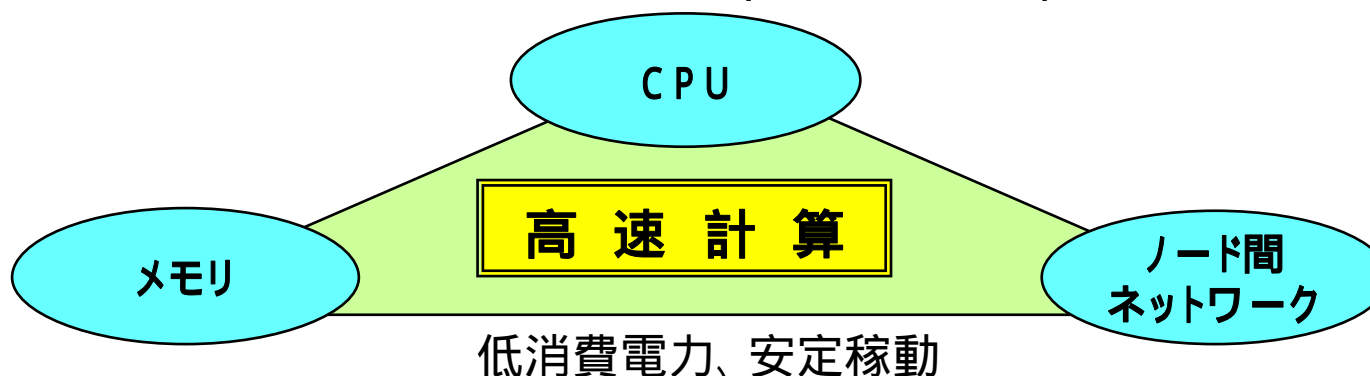 CPU
高速計算
メモリ
ノード間
ネットワーク
低消費電力、安定稼動